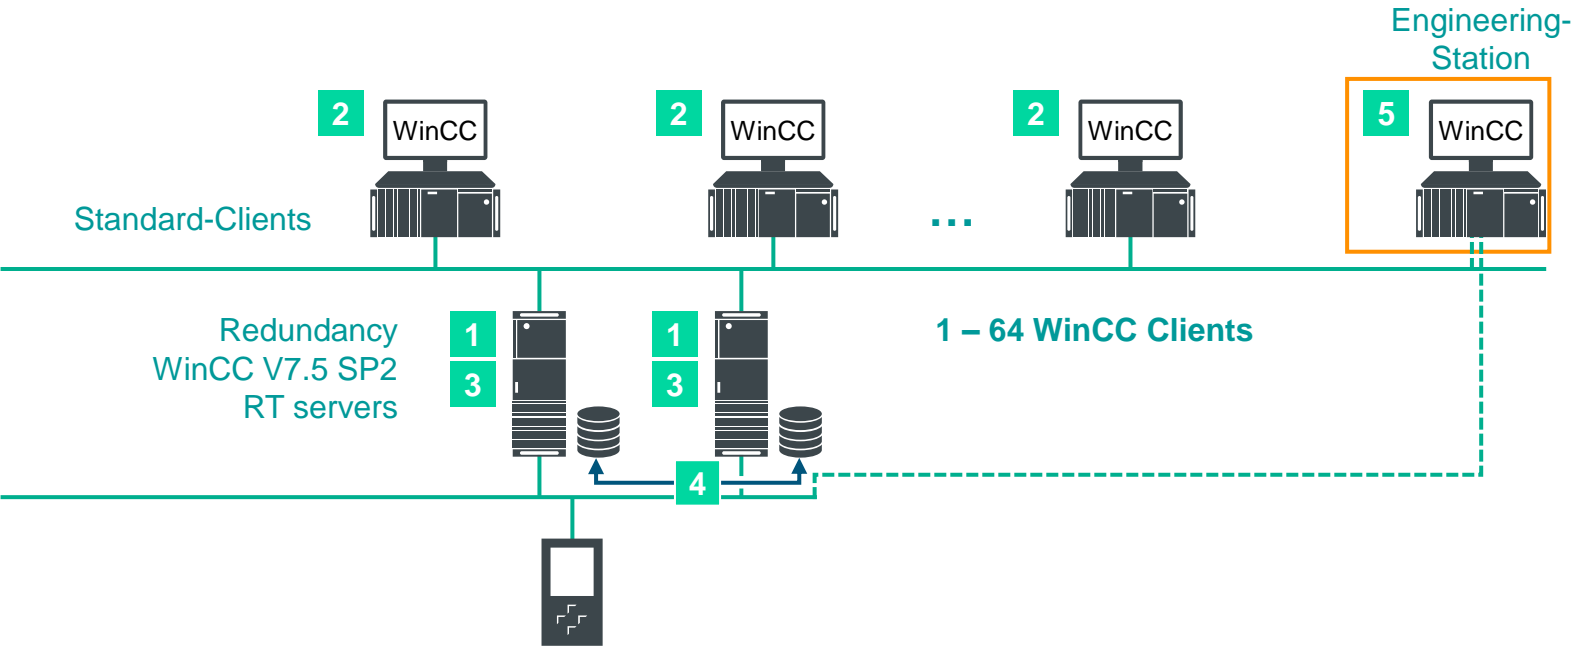 Engineering-
Station
2
WinCC
2
WinCC
2
WinCC
5
WinCC
Standard-Clients
...
Redundancy
WinCC V7.5 SP2
RT servers
1
3
1
3
1 – 64 WinCC Clients
4